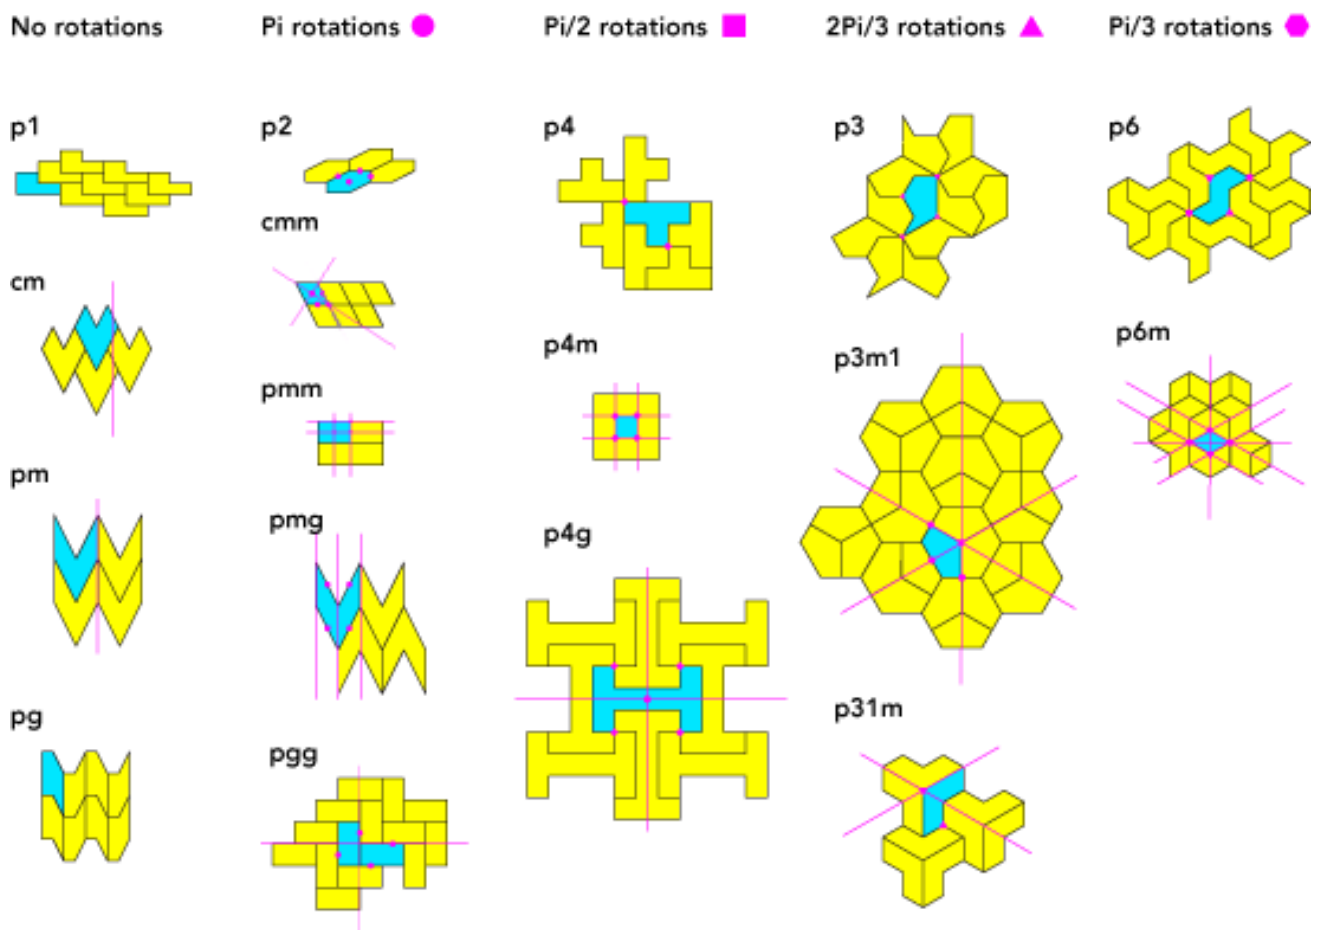 No rotations
Pi rotations
Pi/2 rotations
2Pi/3 rotations
Pi/3 rotations
p1
p2
p4
p3
p6
cmm
cm
p4m
p3m1
p6m
pmm
pm
pmg
p4g
pg
p31m
pgg